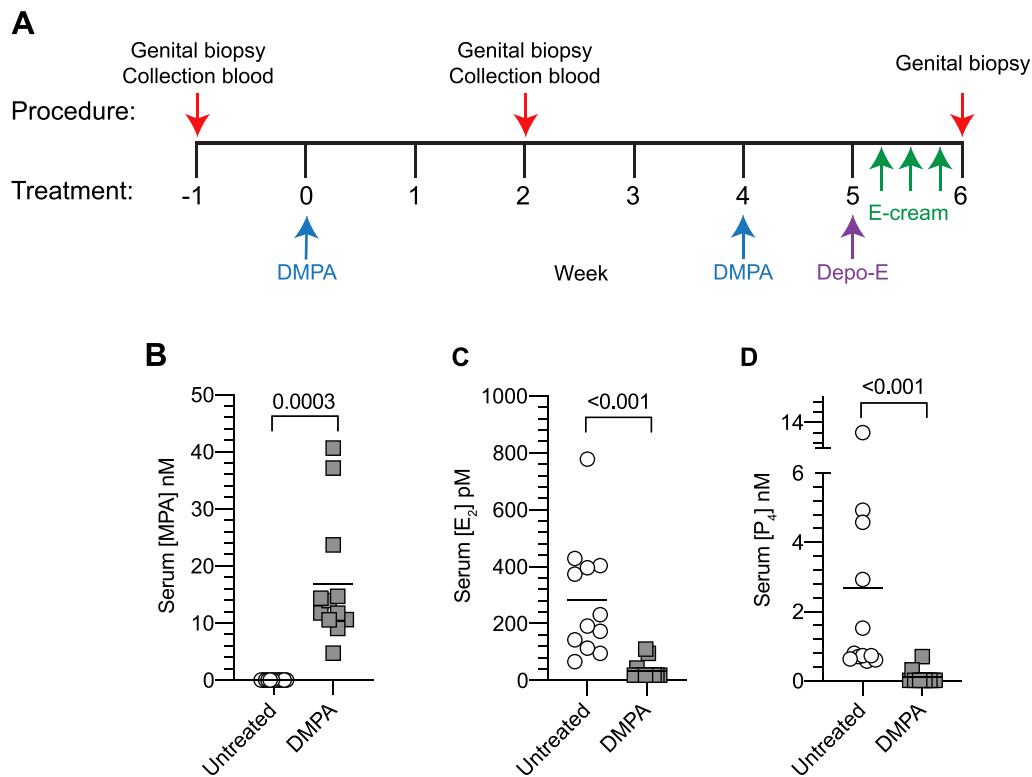 A
Genital biopsy
Collection blood
Genital biopsy
Collection blood
Genital biopsy
Procedure:
Treatment:
-1 0 1 2 3 4 5 6
E-cream
DMPA
Week
DMPA
Depo-E
B
Serum [MPA] nM
50
40
30
20
10
0
0.0003
Untreated
DMPA
C
Serum [E₂] pM
1000
800
600
400
200
0
<0.001
Untreated
DMPA
D
Serum [P₄] nM
14
6
4
2
0
<0.001
Untreated
DMPA